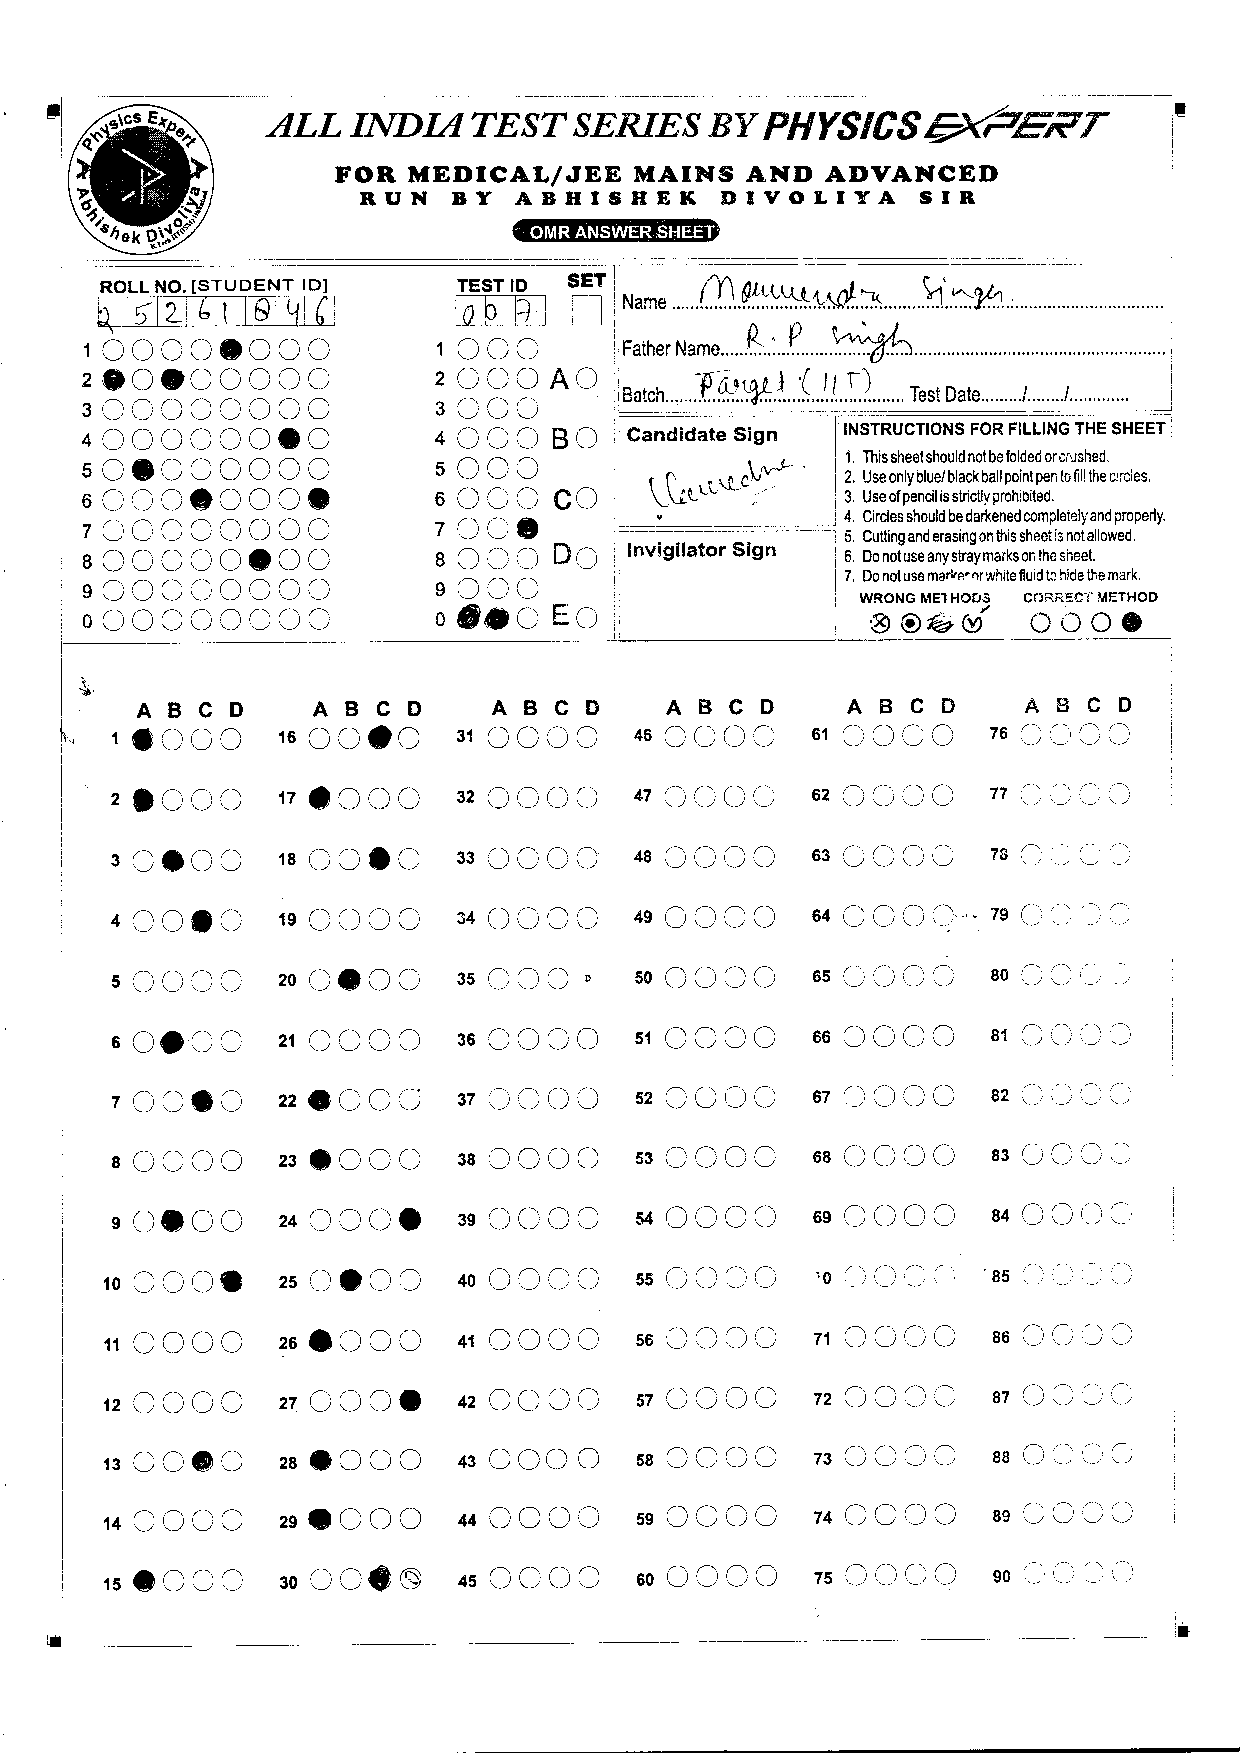 Physics Expert
Abhishek Divoliya
ALL INDIA TEST SERIES BY PHYSICS EXPERT
FOR MEDICAL/JEE MAINS AND ADVANCED
RUN BY ABHISHEK DIVOLIYA SIR
OMR ANSWER SHEET
ROLL NO. [STUDENT ID] TEST ID SET
2 5 2 6 1 8 4 6 0 0 7
Name Singh
Father Name R. P Singh
Batch Target (IIT) Test Date / /
1 1
2 2 A
3 3
4 4 B
5 5
6 6 C
7 7
8 8 D
9 9
0 0 E
Candidate Sign
Invigilator Sign
INSTRUCTIONS FOR FILLING THE SHEET
1. This sheet should not be folded or crushed.
2. Use only blue/ black ball point pen to fill the circles.
3. Use of pencil is strictly prohibited.
4. Circles should be darkened completely and properly.
5. Cutting and erasing on this sheet is not allowed.
6. Do not use any stray marks on the sheet.
7. Do not use marker or white fluid to hide the mark.
WRONG METHODS CORRECT METHOD
A B C D A B C D A B C D A B C D A B C D A B C D
1 16 31 46 61 76
2 17 32 47 62 77
3 18 33 48 63 78
4 19 34 49 64 79
5 20 35 D 50 65 80
6 21 36 51 66 81
7 22 37 52 67 82
8 23 38 53 68 83
9 24 39 54 69 84
10 25 40 55 0 85
11 26 41 56 71 86
12 27 42 57 72 87
13 28 43 58 73 88
14 29 44 59 74 89
15 30 45 60 75 90